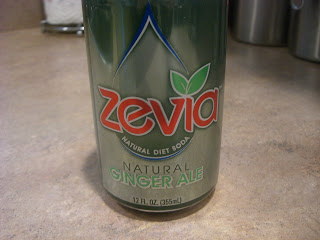 zevia
NATURAL DIET SODA
NATURAL
GINGER ALE
12 FL. OZ. (355mL)